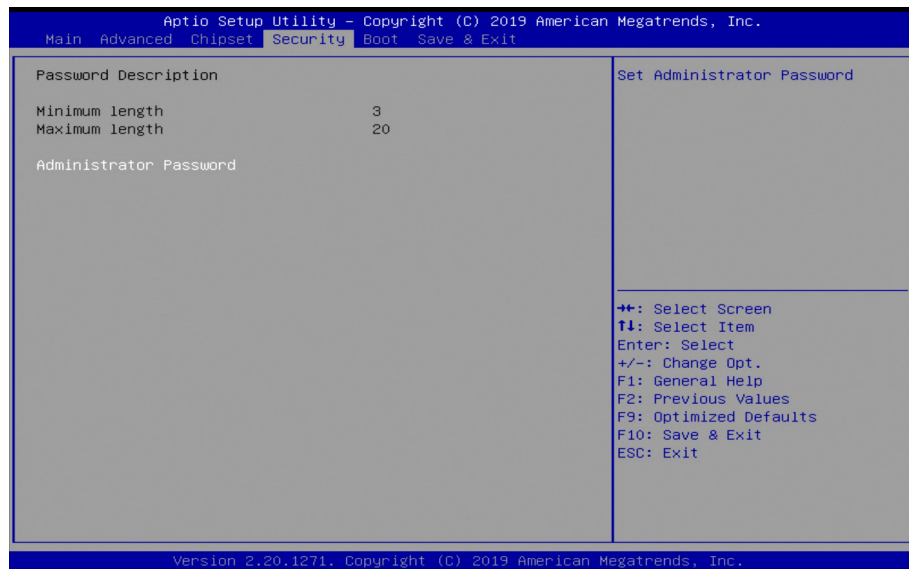 Aptio Setup Utility – Copyright (C) 2019 American Megatrends, Inc.
Main Advanced Chipset Security Boot Save & Exit
Password Description
Minimum length 3
Maximum length 20
Administrator Password
Set Administrator Password
→←: Select Screen
↑↓: Select Item
Enter: Select
+/-: Change Opt.
F1: General Help
F2: Previous Values
F9: Optimized Defaults
F10: Save & Exit
ESC: Exit
Version 2.20.1271. Copyright (C) 2019 American Megatrends, Inc.